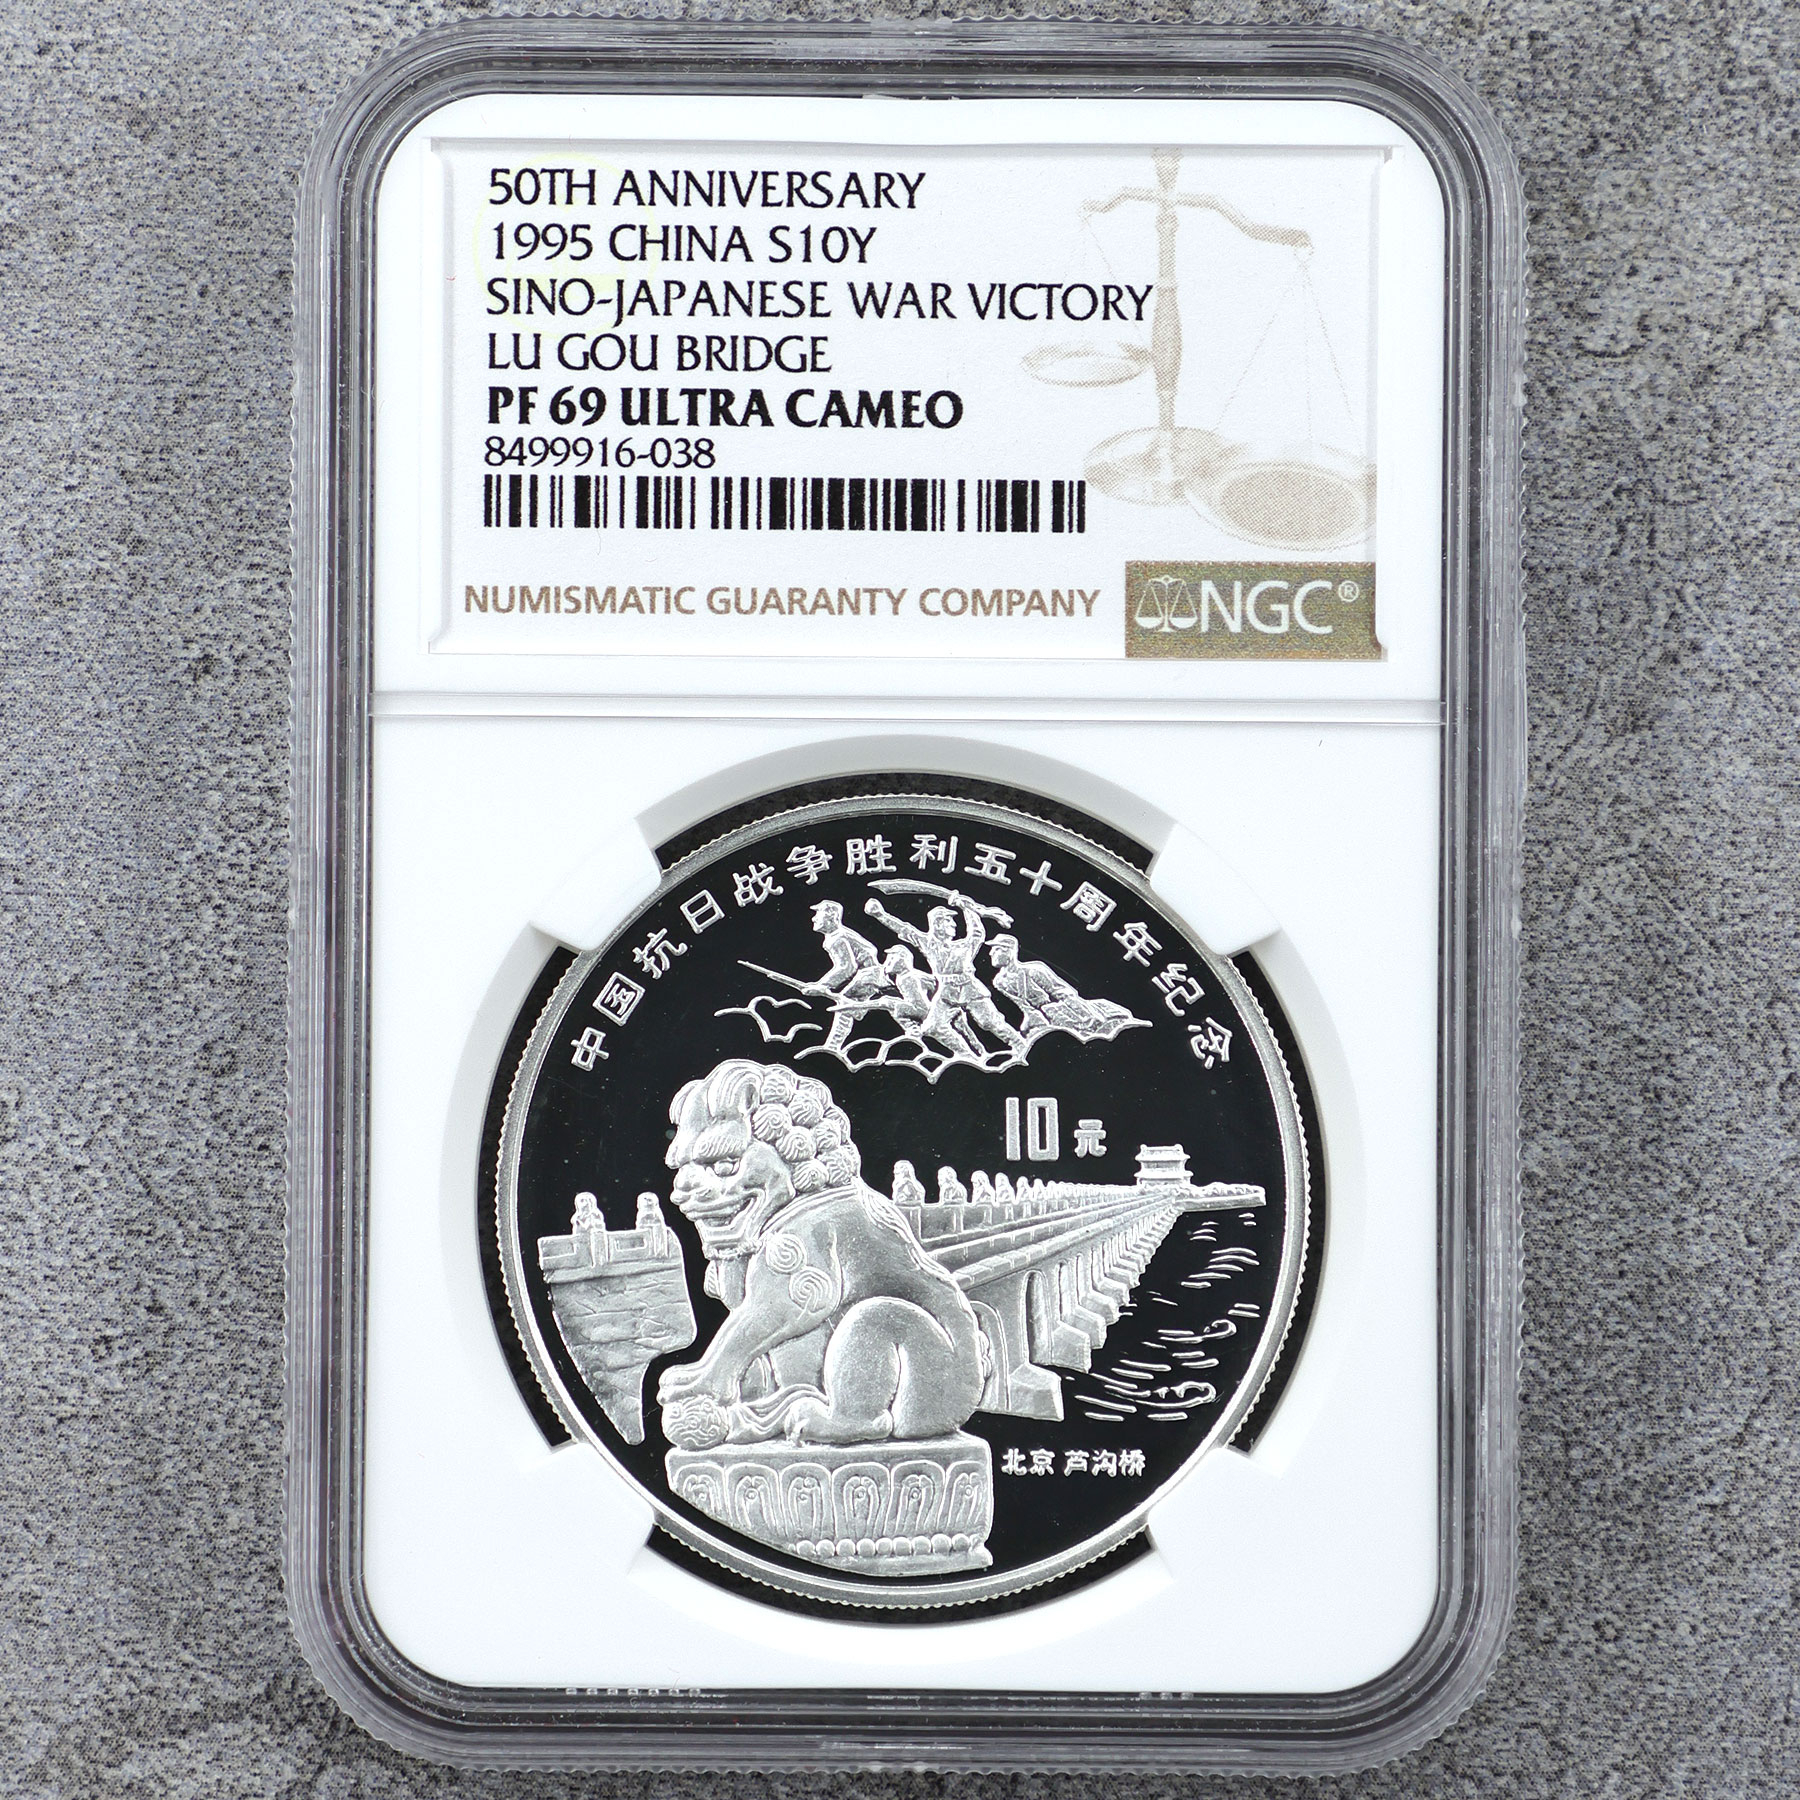 50TH ANNIVERSARY
1995 CHINA S10Y
SINO-JAPANESE WAR VICTORY
LU GOU BRIDGE
PF 69 ULTRA CAMEO
8499916-038
NUMISMATIC GUARANTY COMPANY
NGC®
中国抗日战争胜利五十周年纪念
10元
北京 芦沟桥